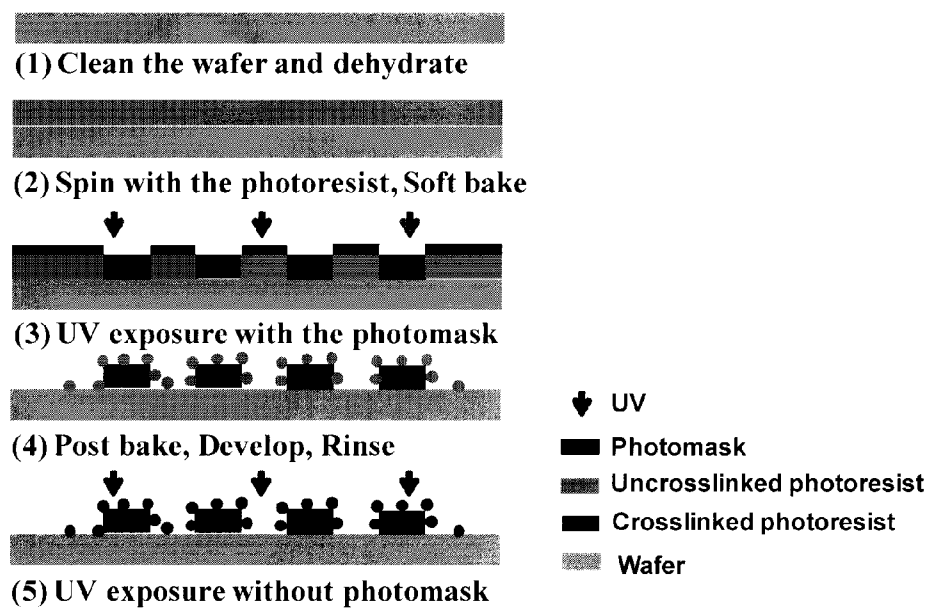 (1) Clean the wafer and dehydrate
(2) Spin with the photoresist, Soft bake
(3) UV exposure with the photomask
(4) Post bake, Develop, Rinse
(5) UV exposure without photomask
UV
Photomask
Uncrosslinked photoresist
Crosslinked photoresist
Wafer